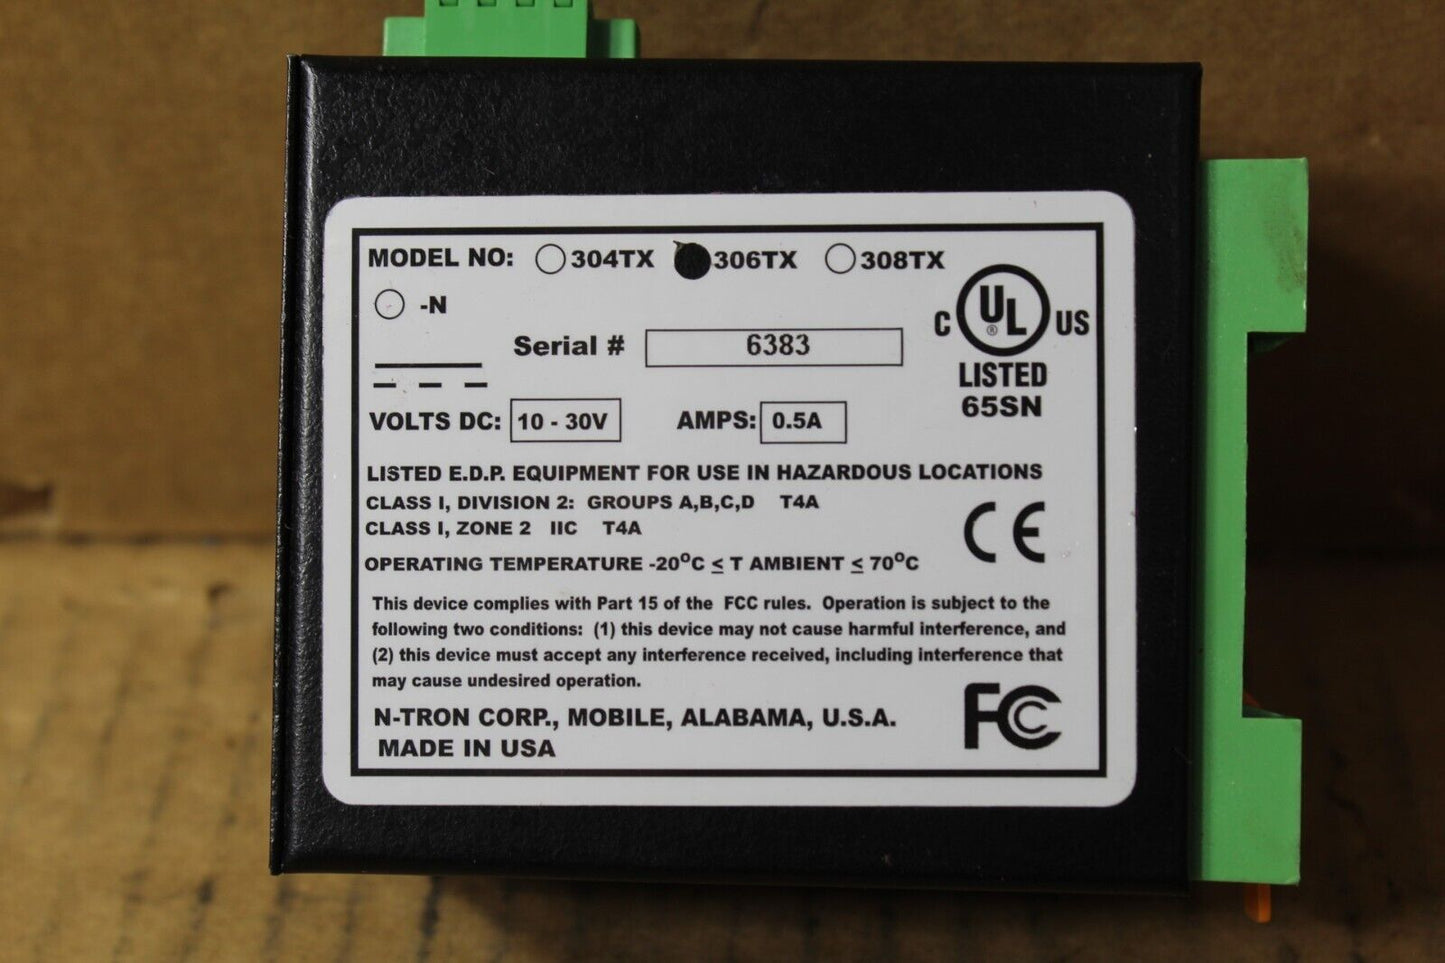 MODEL NO: 304TX 306TX 308TX
-N
Serial # 6383
C UL ® US
LISTED
65SN
VOLTS DC: 10 - 30V AMPS: 0.5A
LISTED E.D.P. EQUIPMENT FOR USE IN HAZARDOUS LOCATIONS
CLASS I, DIVISION 2: GROUPS A,B,C,D T4A
CLASS I, ZONE 2 IIC T4A
CE
OPERATING TEMPERATURE -20°C ≤ T AMBIENT ≤ 70°C
This device complies with Part 15 of the FCC rules. Operation is subject to the
following two conditions: (1) this device may not cause harmful interference, and
(2) this device must accept any interference received, including interference that
may cause undesired operation.
N-TRON CORP., MOBILE, ALABAMA, U.S.A.
MADE IN USA
FCC